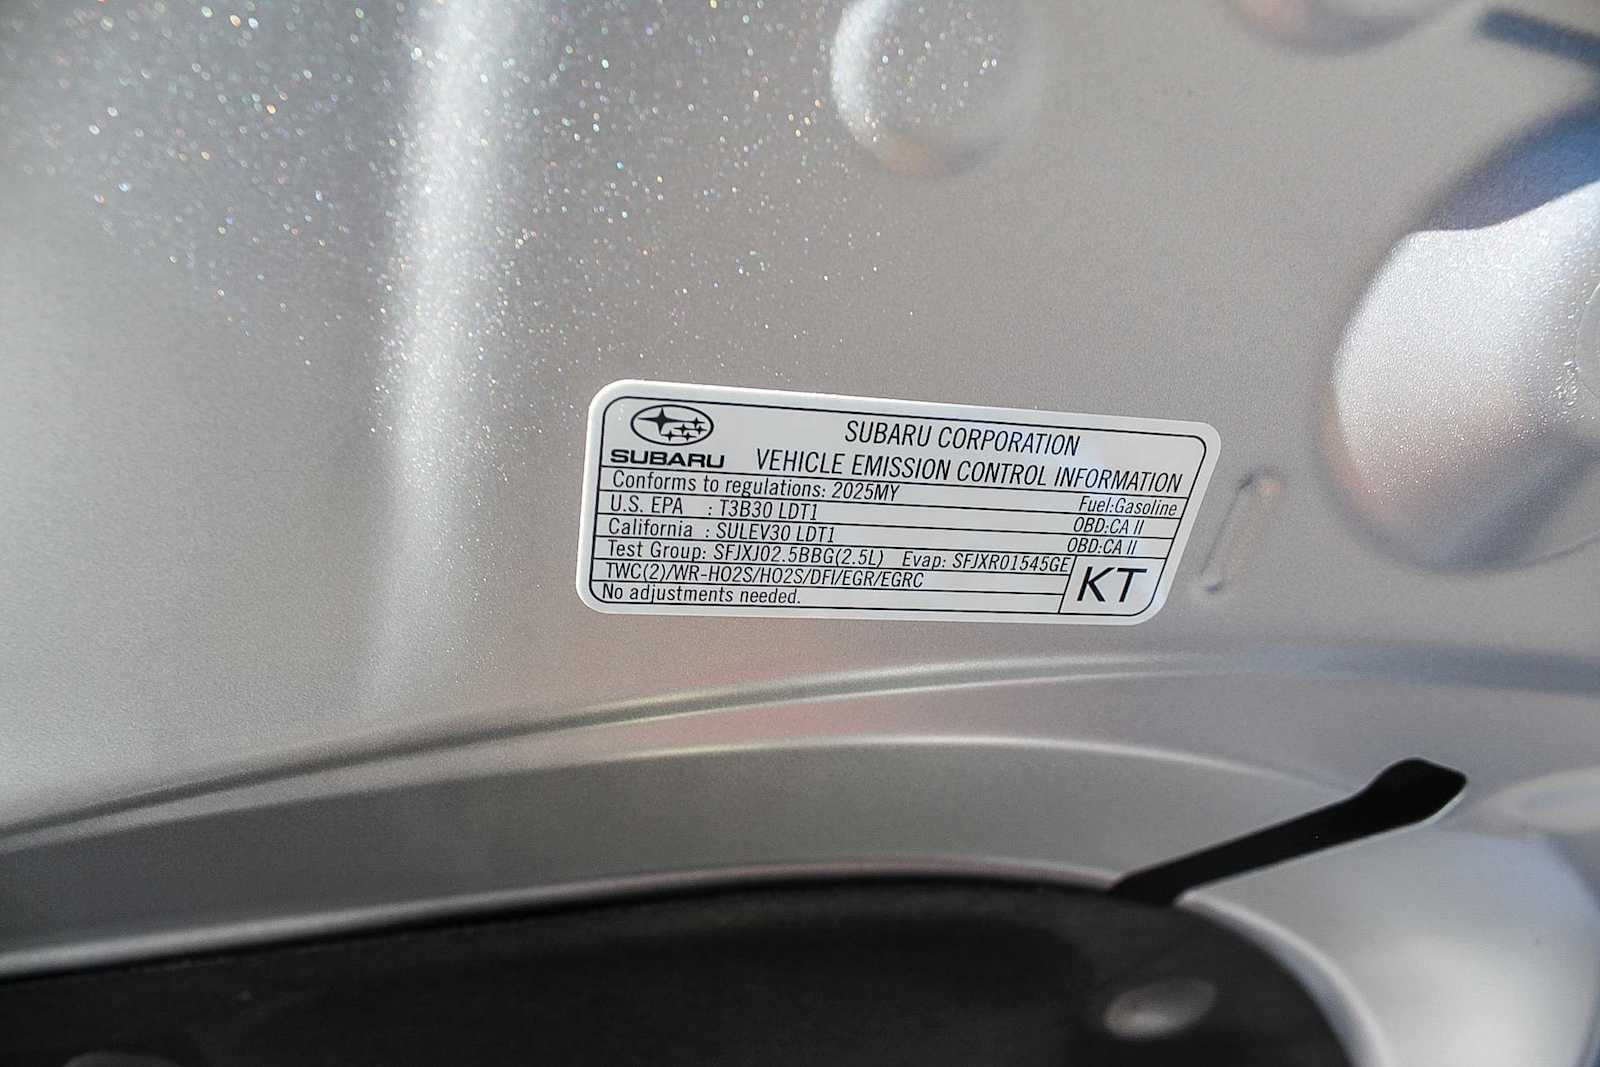 SUBARU
SUBARU CORPORATION
VEHICLE EMISSION CONTROL INFORMATION
Conforms to regulations: 2025MY Fuel:Gasoline
U.S. EPA : T3B30 LDT1 OBD:CA II
California : SULEV30 LDT1 OBD:CA II
Test Group: SFJXJ02.5BBG(2.5L) Evap: SFJXR01545GE
TWC(2)/WR-HO2S/HO2S/DFI/EGR/EGRC
No adjustments needed.
KT